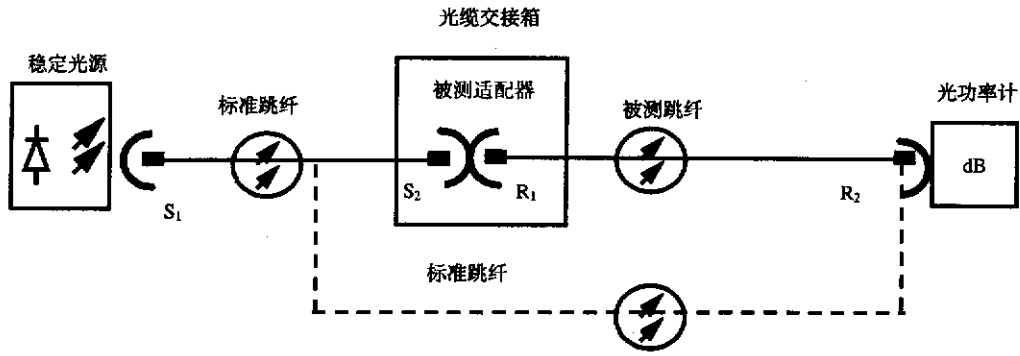 光缆交接箱
稳定光源
标准跳纤
被测适配器
被测跳纤
光功率计
dB
S₁
S₂
R₁
R₂
标准跳纤